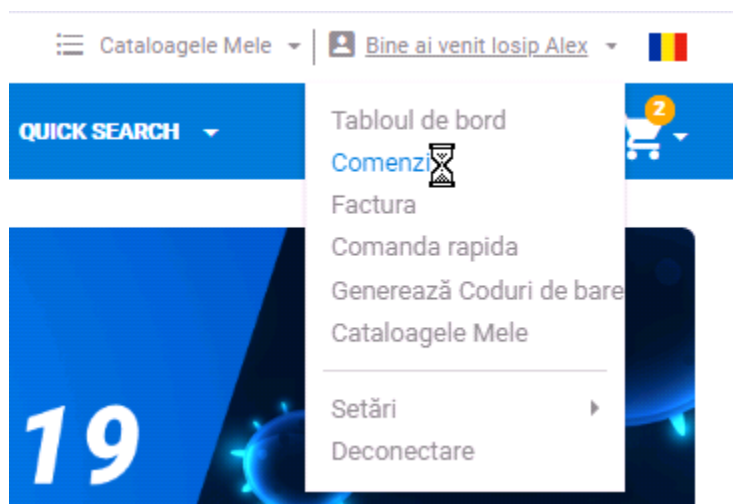 Cataloagele Mele
Bine ai venit Iosip Alex
QUICK SEARCH
2
Tabloul de bord
Comenzi
Factura
Comanda rapida
Generează Coduri de bare
Cataloagele Mele
Setări
Deconectare
19